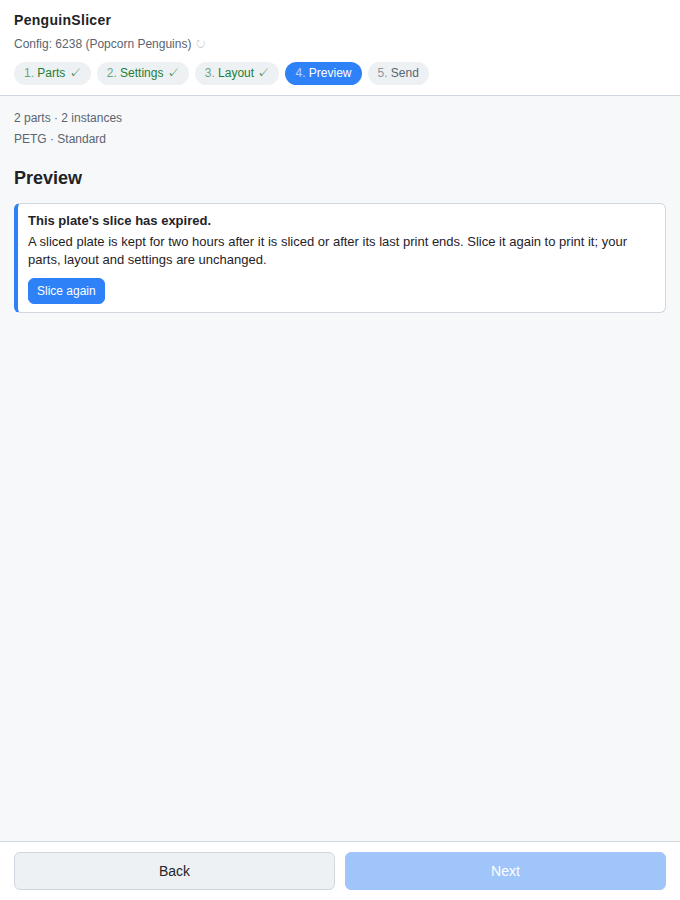 PenguinSlicer
Config: 6238 (Popcorn Penguins)
1. Parts ✓ 2. Settings ✓ 3. Layout ✓ 4. Preview 5. Send
2 parts · 2 instances
PETG · Standard
Preview
This plate's slice has expired.
A sliced plate is kept for two hours after it is sliced or after its last print ends. Slice it again to print it; your
parts, layout and settings are unchanged.
Slice again
Back Next